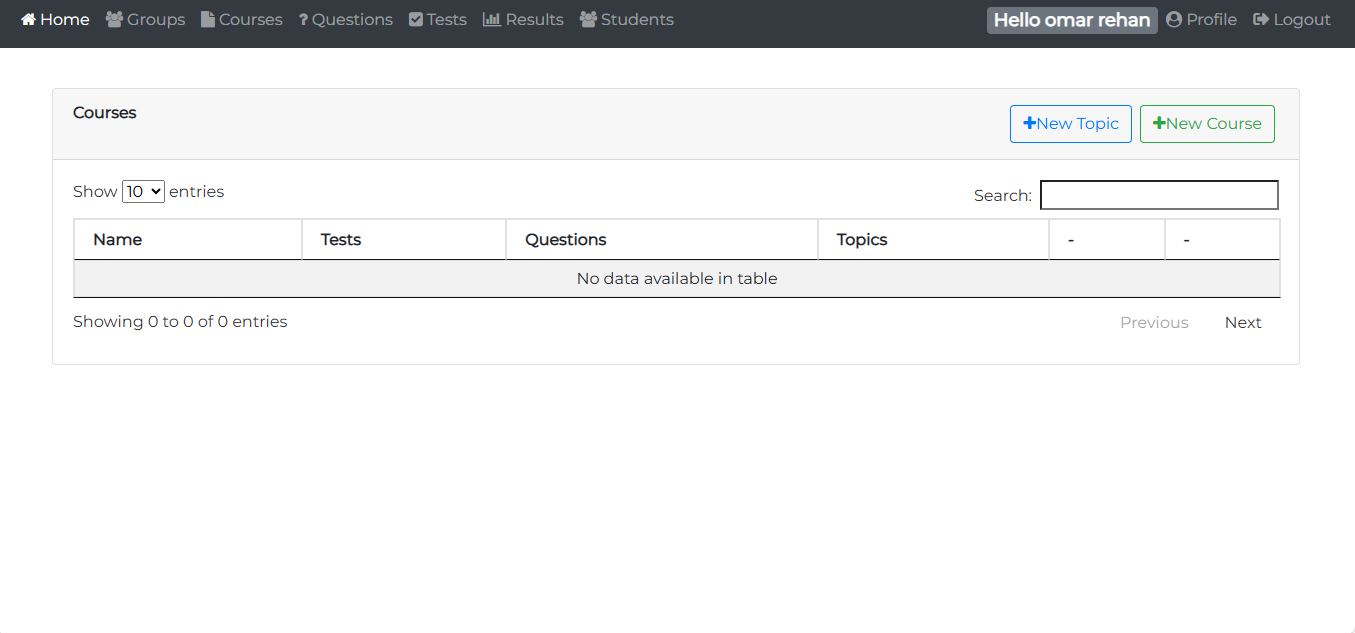 Home Groups Courses ? Questions Tests Results Students Hello omar rehan Profile Logout
Courses
+New Topic +New Course
Show 10 entries
Search:
Name Tests Questions Topics - -
No data available in table
Showing 0 to 0 of 0 entries
Previous Next